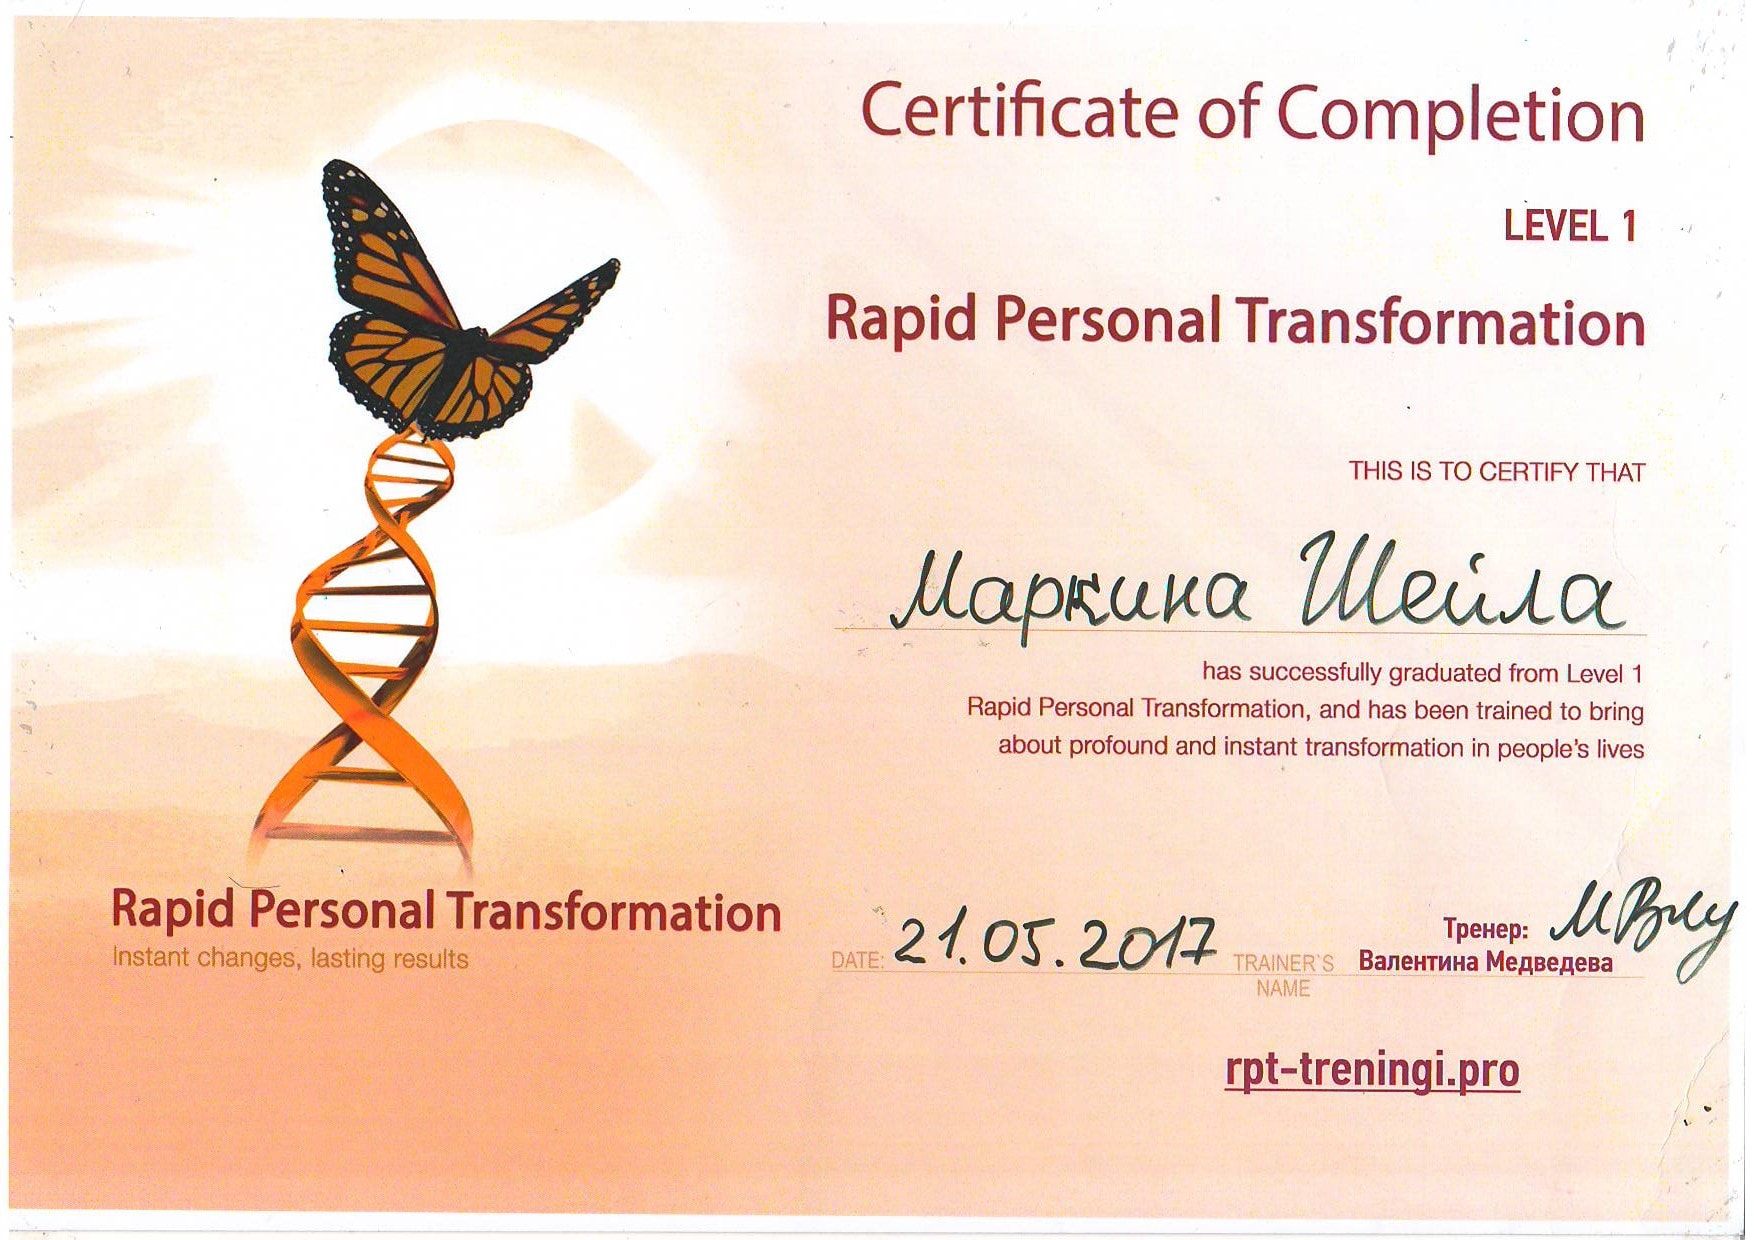 Certificate of Completion
LEVEL 1
Rapid Personal Transformation
THIS IS TO CERTIFY THAT
Маркина Шейла
has successfully graduated from Level 1
Rapid Personal Transformation, and has been trained to bring
about profound and instant transformation in people's lives
Rapid Personal Transformation
Instant changes, lasting results
DATE: 21.05.2017
TRAINER`S NAME
Тренер:
Валентина Медведева
rpt-treningi.pro